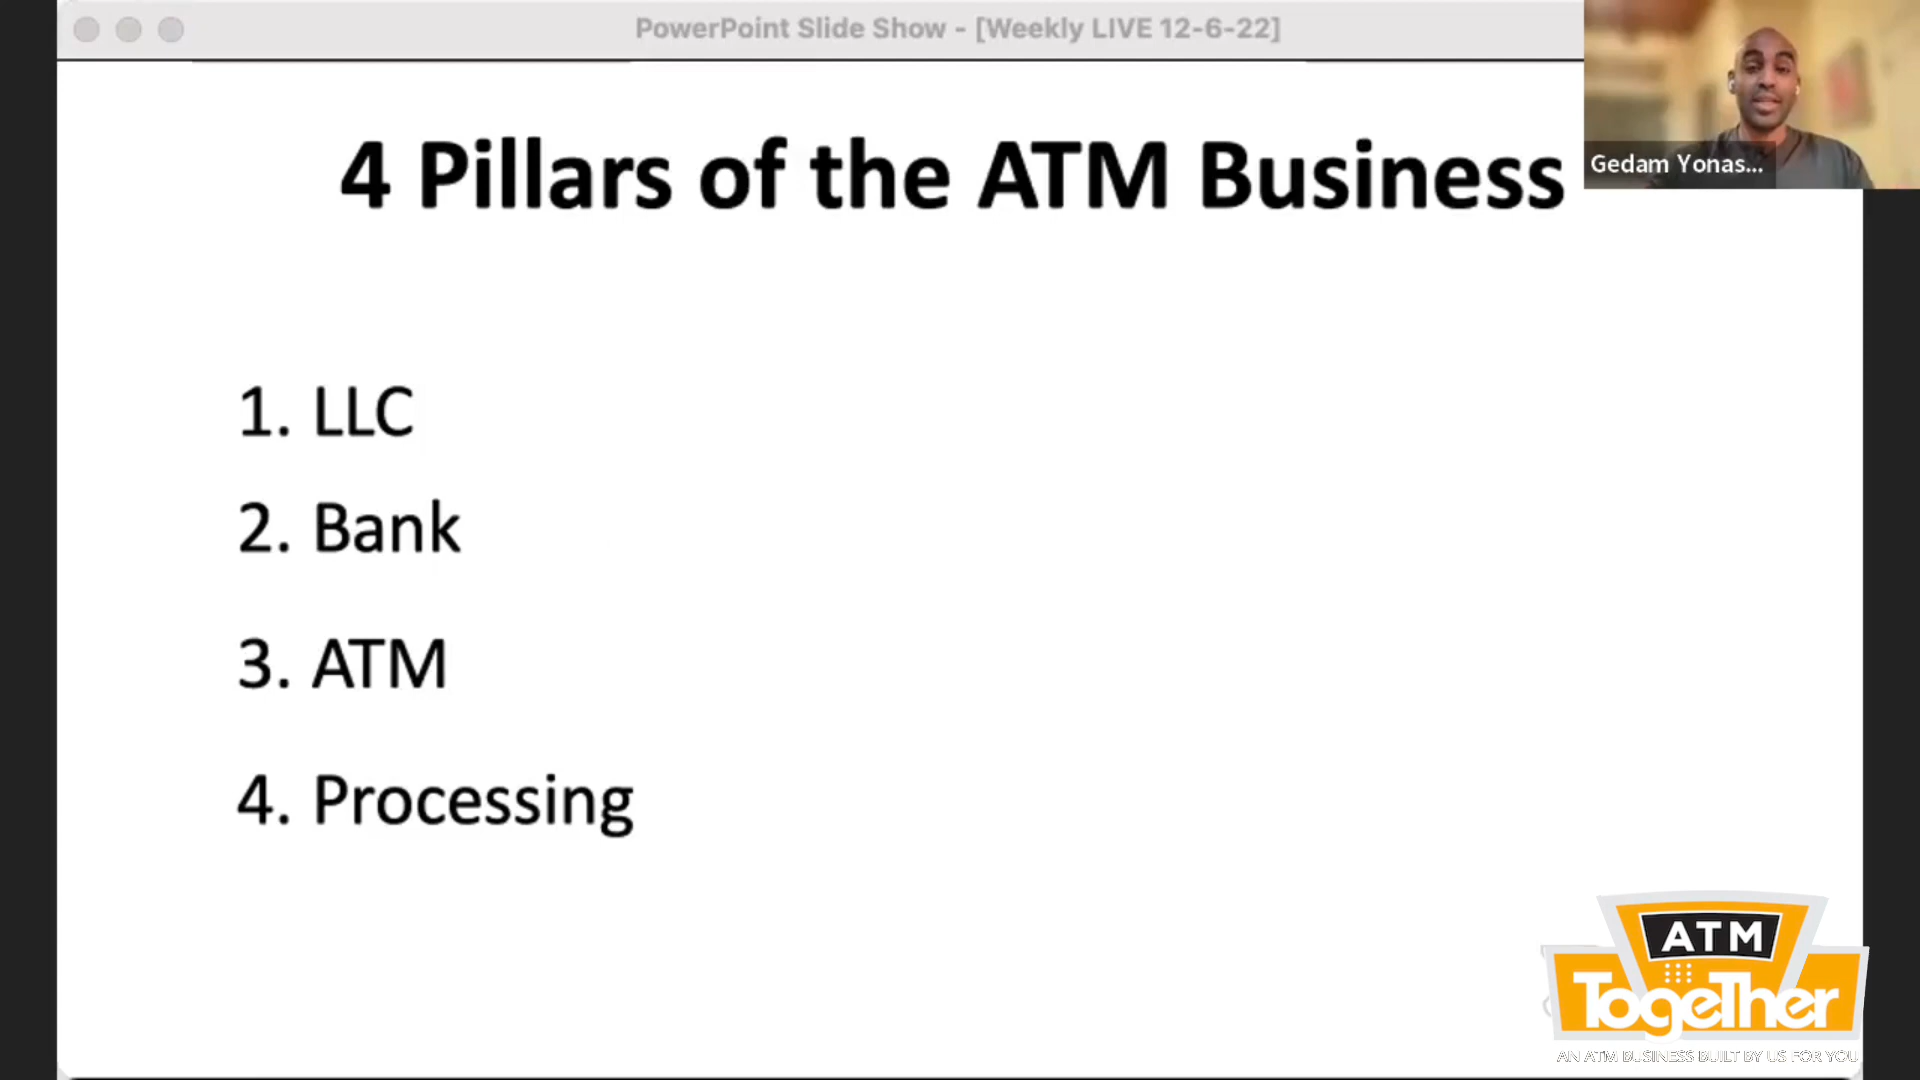 PowerPoint Slide Show - [Weekly LIVE 12-6-22]
Gedam Yonas...
4 Pillars of the ATM Business
1. LLC
2. Bank
3. ATM
4. Processing
ATM
TogeTher
AN ATM BUSINESS BUILT BY US FOR YOU